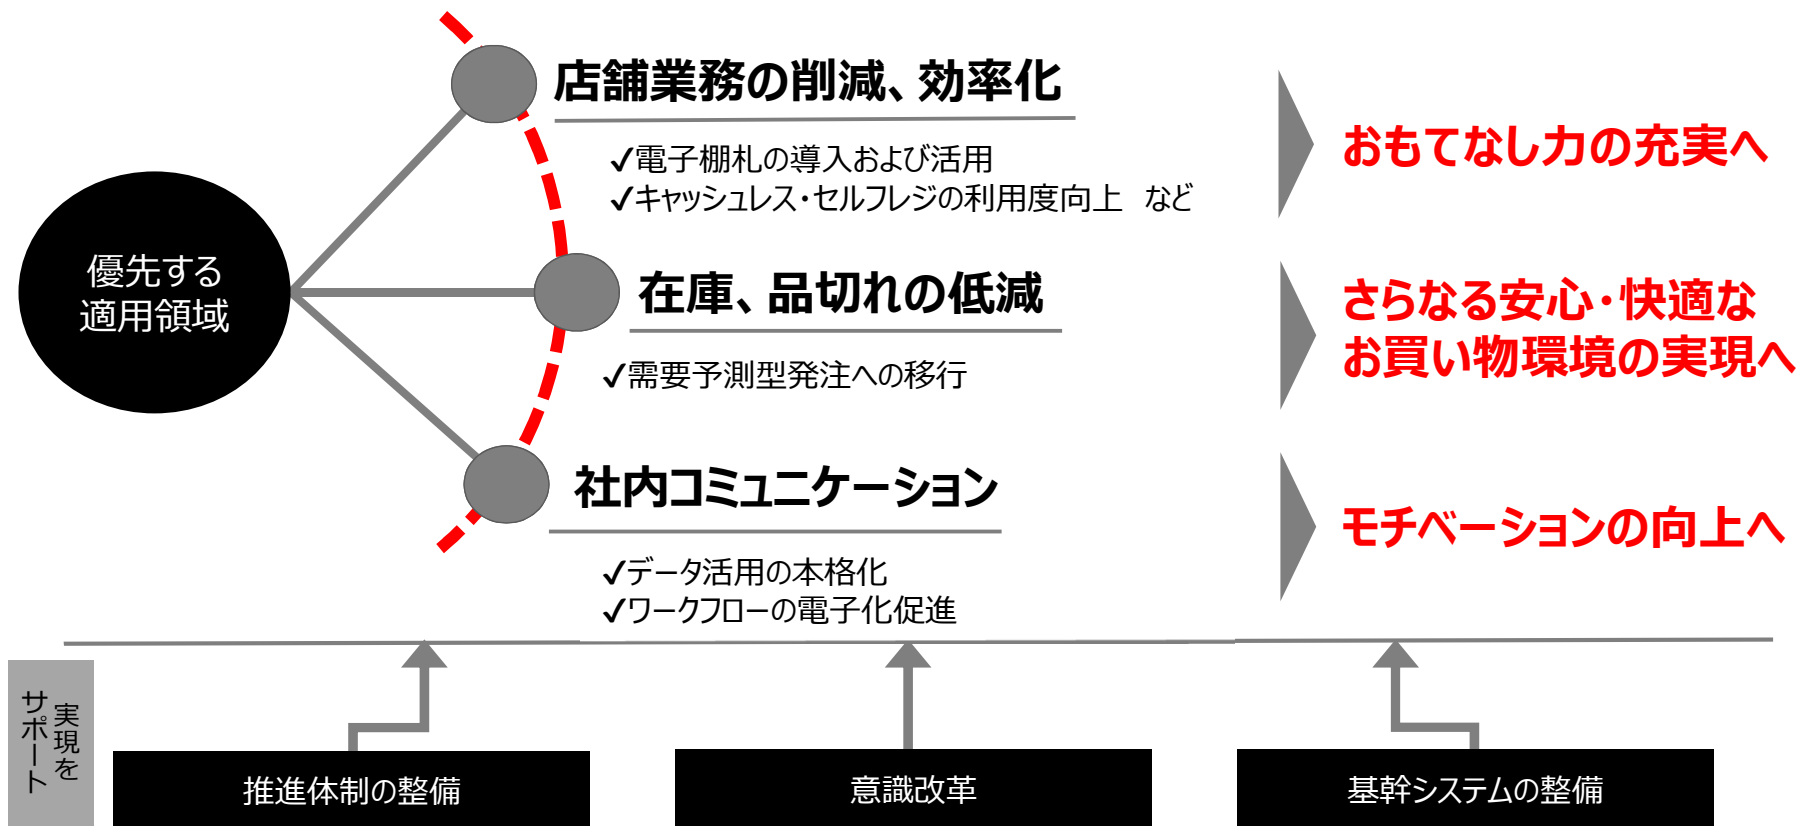 優先する
適用領域
店舗業務の削減、効率化
✓電子棚札の導入および活用
✓キャッシュレス・セルフレジの利用度向上　など
おもてなし力の充実へ
在庫、品切れの低減
✓需要予測型発注への移行
さらなる安心・快適な
お買い物環境の実現へ
社内コミュニケーション
✓データ活用の本格化
✓ワークフローの電子化促進
モチベーションの向上へ
実現を
サポート
推進体制の整備
意識改革
基幹システムの整備